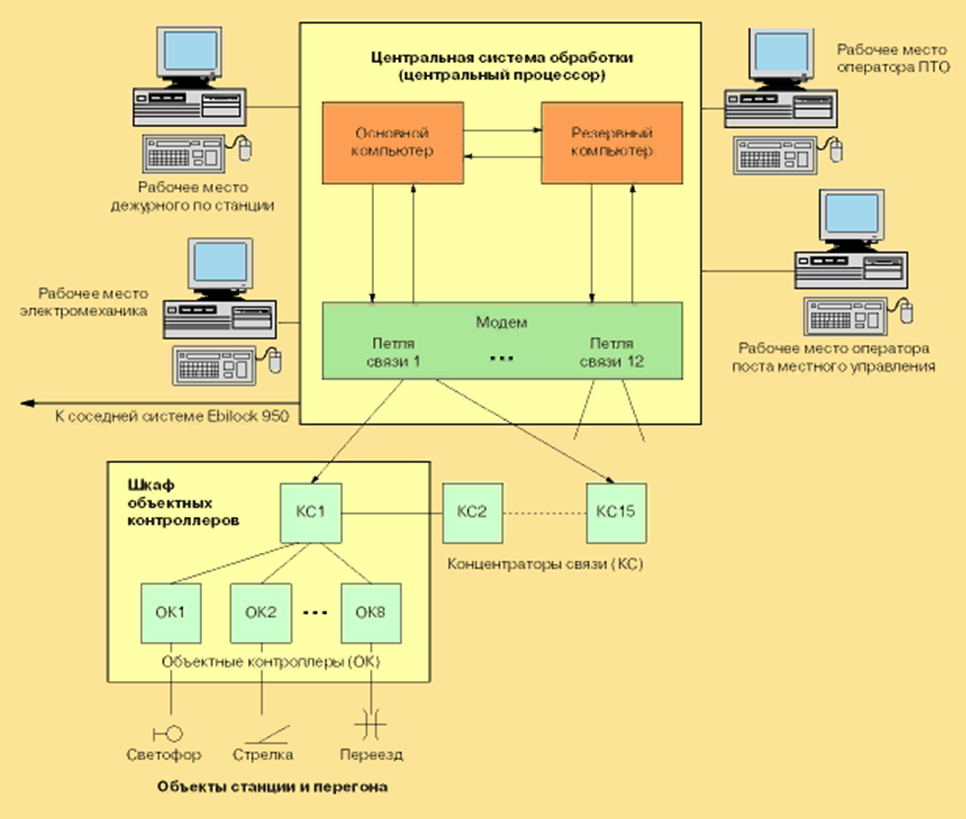 Центральная система обработки
(центральный процессор)
Рабочее место
оператора ПТО
Основной
компьютер
Резервный
компьютер
Рабочее место
дежурного по станции
Рабочее место
электромеханика
Модем
Петля
связи 1
...
Петля
связи 12
Рабочее место оператора
поста местного управления
К соседней системе Ebilock 950
Шкаф
объектных
контроллеров
КС1
КС2
КС15
Концентраторы связи (КС)
ОК1
ОК2
...
ОК8
Объектные контроллеры (ОК)
Светофор
Стрелка
Переезд
Объекты станции и перегона